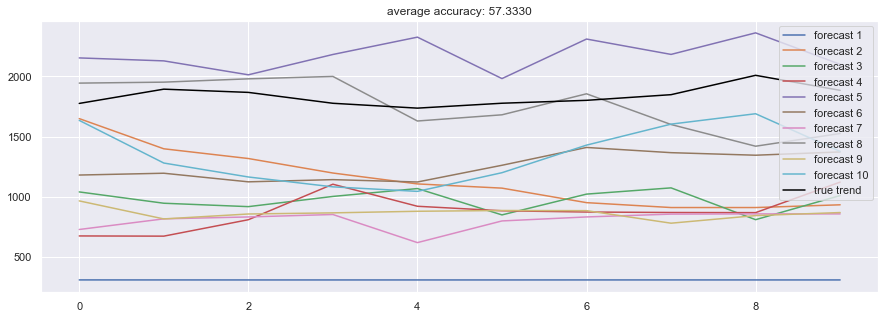 average accuracy: 57.3330
forecast 1
forecast 2
forecast 3
forecast 4
forecast 5
forecast 6
forecast 7
forecast 8
forecast 9
forecast 10
true trend
2000
1500
1000
500
0 2 4 6 8